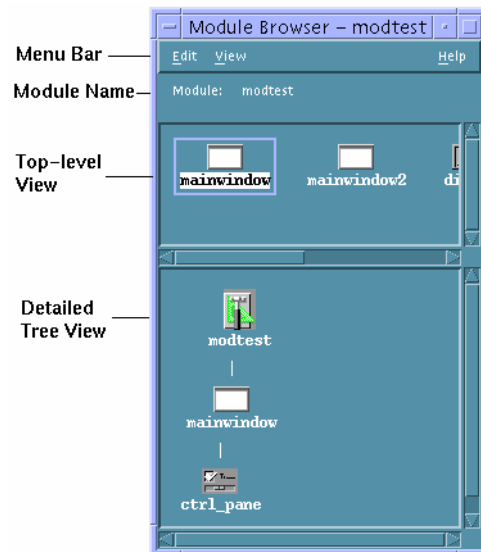 Module Browser - modtest
Menu Bar
Edit View Help
Module Name
Module: modtest
Top-level
View
mainwindow mainwindow2 di
Detailed
Tree View
modtest
mainwindow
ctrl_pane